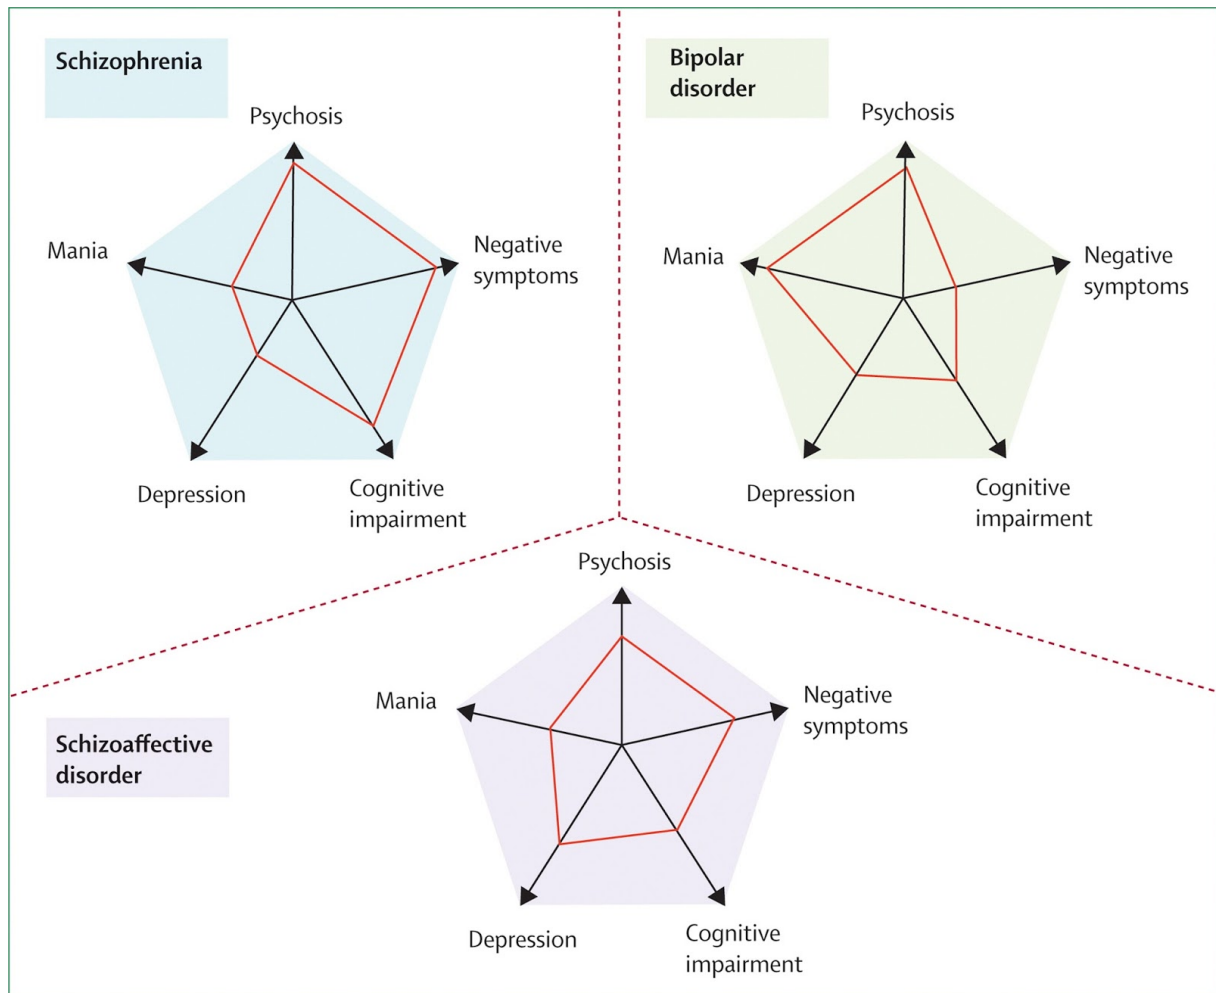 Schizophrenia
Psychosis
Mania
Negative
symptoms
Depression
Cognitive
impairment
Bipolar
disorder
Psychosis
Mania
Negative
symptoms
Depression
Cognitive
impairment
Schizoaffective
disorder
Psychosis
Mania
Negative
symptoms
Depression
Cognitive
impairment